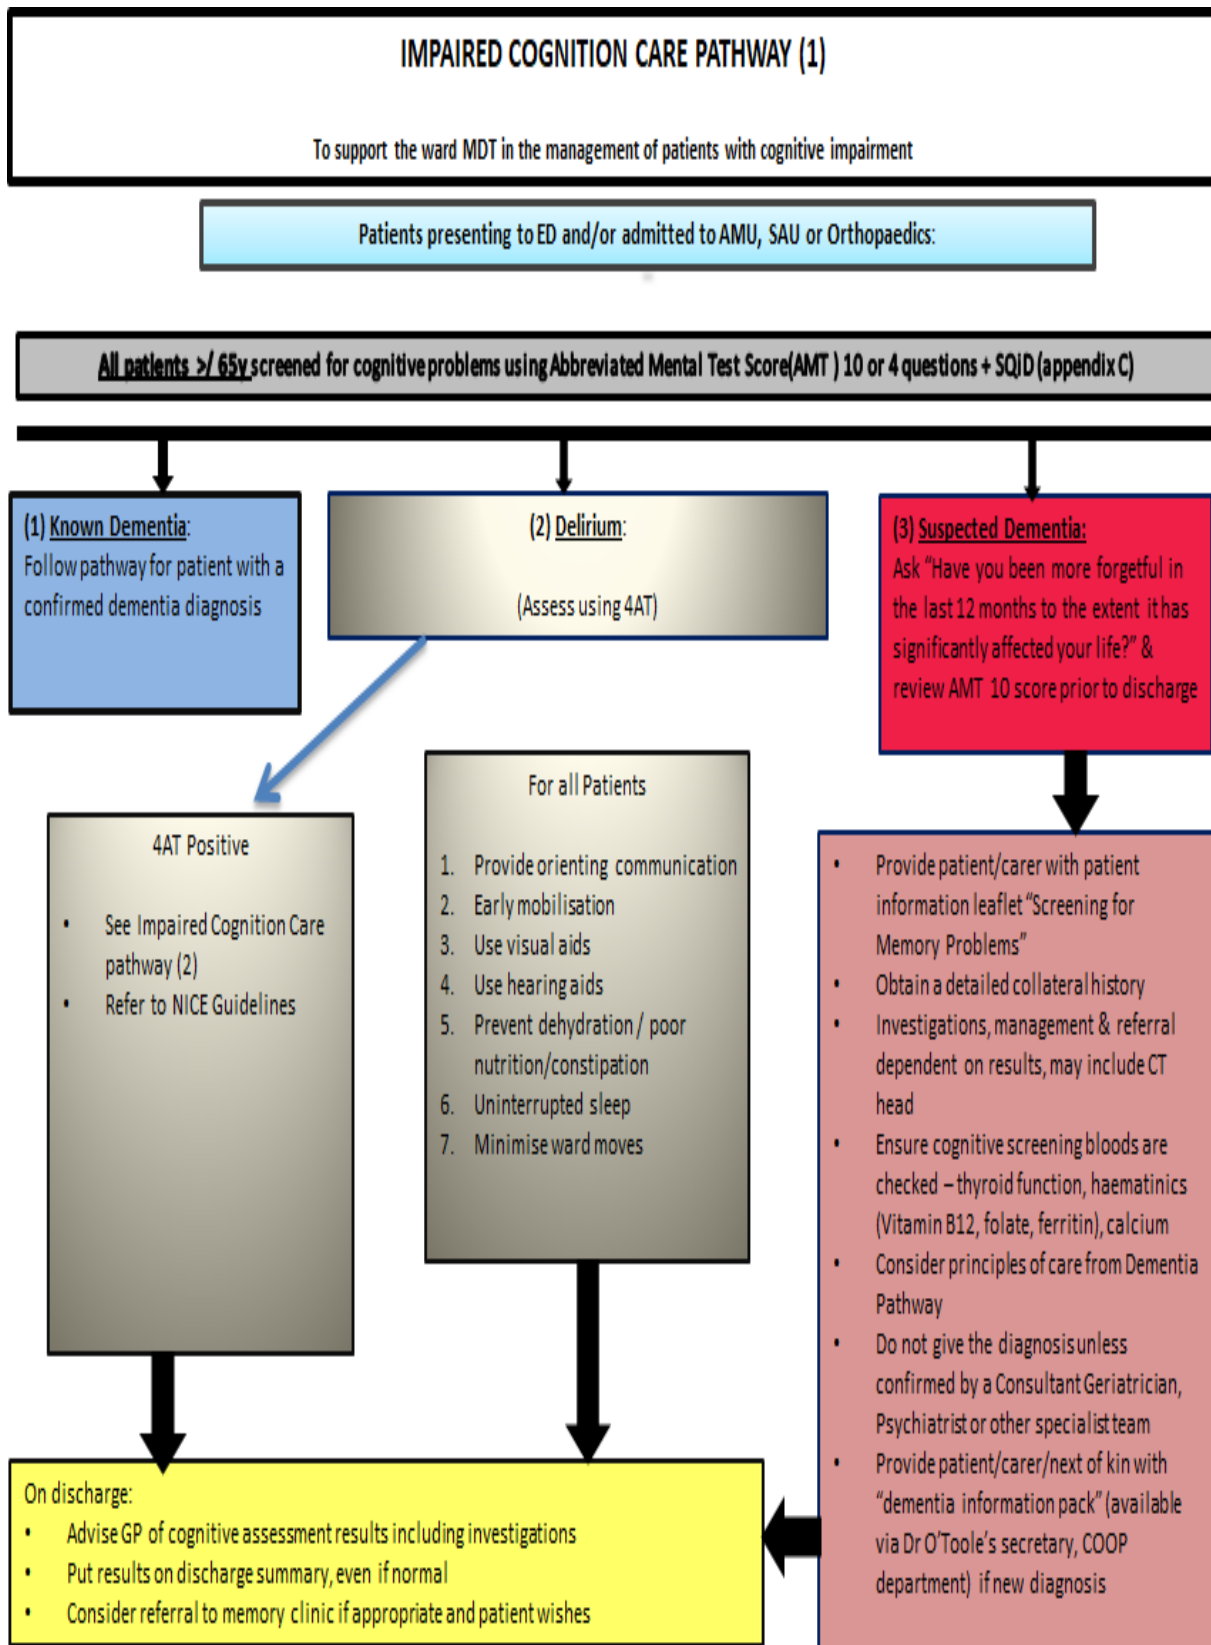 IMPAIRED COGNITION CARE PATHWAY (1)
To support the ward MDT in the management of patients with cognitive impairment
Patients presenting to ED and/or admitted to AMU, SAU or Orthopaedics:
All patients >/ 65y screened for cognitive problems using Abbreviated Mental Test Score(AMT ) 10 or 4 questions + SQiD (appendix C)
(1) Known Dementia:
Follow pathway for patient with a
confirmed dementia diagnosis
(2) Delirium:
(Assess using 4AT)
(3) Suspected Dementia:
Ask “Have you been more forgetful in
the last 12 months to the extent it has
significantly affected your life?” &
review AMT 10 score prior to discharge
4AT Positive
• See Impaired Cognition Care
pathway (2)
• Refer to NICE Guidelines
For all Patients
1. Provide orienting communication
2. Early mobilisation
3. Use visual aids
4. Use hearing aids
5. Prevent dehydration / poor
nutrition/constipation
6. Uninterrupted sleep
7. Minimise ward moves
• Provide patient/carer with patient
information leaflet “Screening for
Memory Problems”
• Obtain a detailed collateral history
• Investigations, management & referral
dependent on results, may include CT
head
• Ensure cognitive screening bloods are
checked – thyroid function, haematinics
(Vitamin B12, folate, ferritin), calcium
• Consider principles of care from Dementia
Pathway
• Do not give the diagnosis unless
confirmed by a Consultant Geriatrician,
Psychiatrist or other specialist team
• Provide patient/carer/next of kin with
“dementia information pack” (available
via Dr O’Toole’s secretary, COOP
department) if new diagnosis
On discharge:
• Advise GP of cognitive assessment results including investigations
• Put results on discharge summary, even if normal
• Consider referral to memory clinic if appropriate and patient wishes